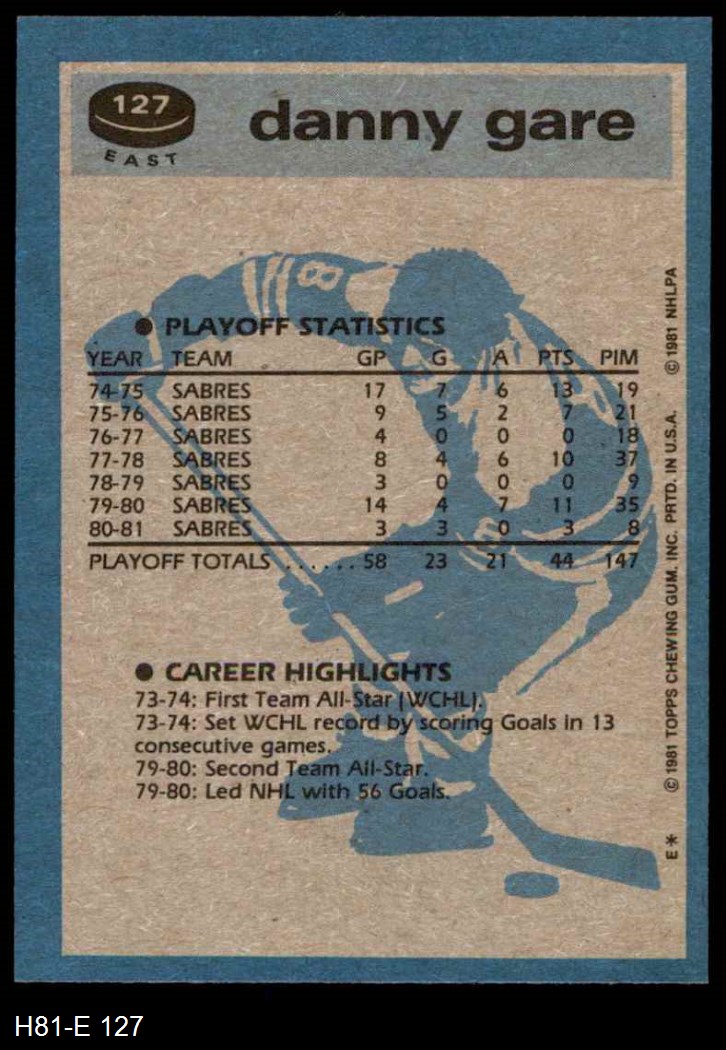 127
EAST
danny gare
● PLAYOFF STATISTICS
YEAR TEAM GP G A PTS PIM
74-75 SABRES 17 7 6 13 19
75-76 SABRES 9 5 2 7 21
76-77 SABRES 4 0 0 0 18
77-78 SABRES 8 4 6 10 37
78-79 SABRES 3 0 0 0 9
79-80 SABRES 14 4 7 11 35
80-81 SABRES 3 3 0 3 8
PLAYOFF TOTALS ...... 58 23 21 44 147
● CAREER HIGHLIGHTS
73-74: First Team All-Star (WCHL).
73-74: Set WCHL record by scoring Goals in 13
consecutive games.
79-80: Second Team All-Star.
79-80: Led NHL with 56 Goals.
E* © 1981 TOPPS CHEWING GUM, INC. PRTD. IN U.S.A. © 1981 NHLPA
8
H81-E 127